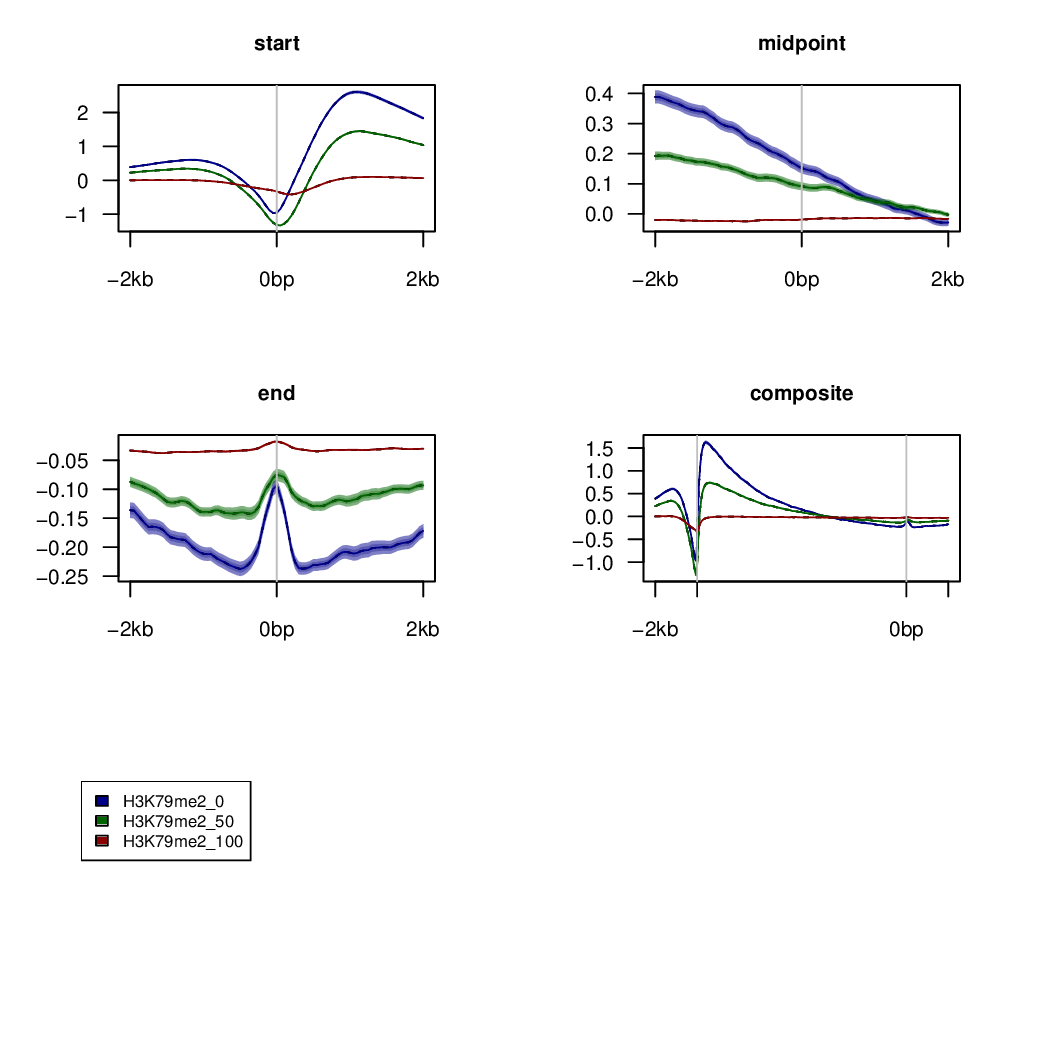 start
2
1
0
−1
−2kb 0bp 2kb
midpoint
0.4
0.3
0.2
0.1
0.0
−2kb 0bp 2kb
end
−0.05
−0.10
−0.15
−0.20
−0.25
−2kb 0bp 2kb
composite
1.5
1.0
0.5
0.0
−0.5
−1.0
−2kb 0bp
H3K79me2_0
H3K79me2_50
H3K79me2_100